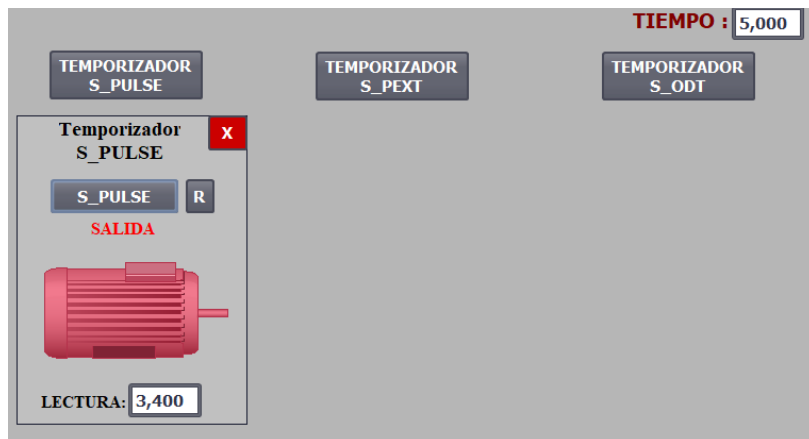 TIEMPO : 5,000
TEMPORIZADOR
S_PULSE
TEMPORIZADOR
S_PEXT
TEMPORIZADOR
S_ODT
Temporizador
S_PULSE
X
S_PULSE
R
SALIDA
LECTURA: 3,400